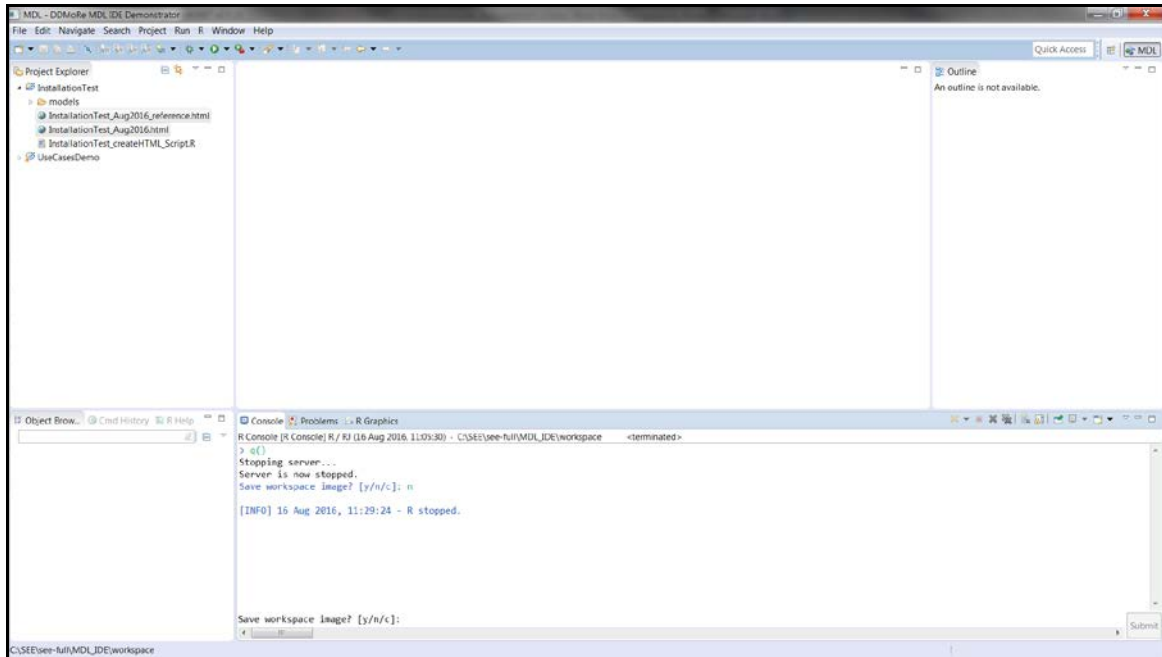 MDL - DDMoRe MDL IDE Demonstrator
File Edit Navigate Search Project Run R Window Help
Quick Access
MDL
Project Explorer
InstallationTest
models
InstallationTest_Aug2016_reference.html
InstallationTest_Aug2016.html
InstallationTest_createHTML_Script.R
UseCasesDemo
Outline
An outline is not available.
Object Brow... Cmd History R Help
Console Problems R Graphics
R Console [R Console] R / RJ (16 Aug 2016, 11:05:30) - C:\SEE\see-full\MDL_IDE\workspace <terminated>
> q()
Stopping server...
Server is now stopped.
Save workspace image? [y/n/c]: n
[INFO] 16 Aug 2016, 11:29:24 - R stopped.
Save workspace image? [y/n/c]:
Submit
C:\SEE\see-full\MDL_IDE\workspace